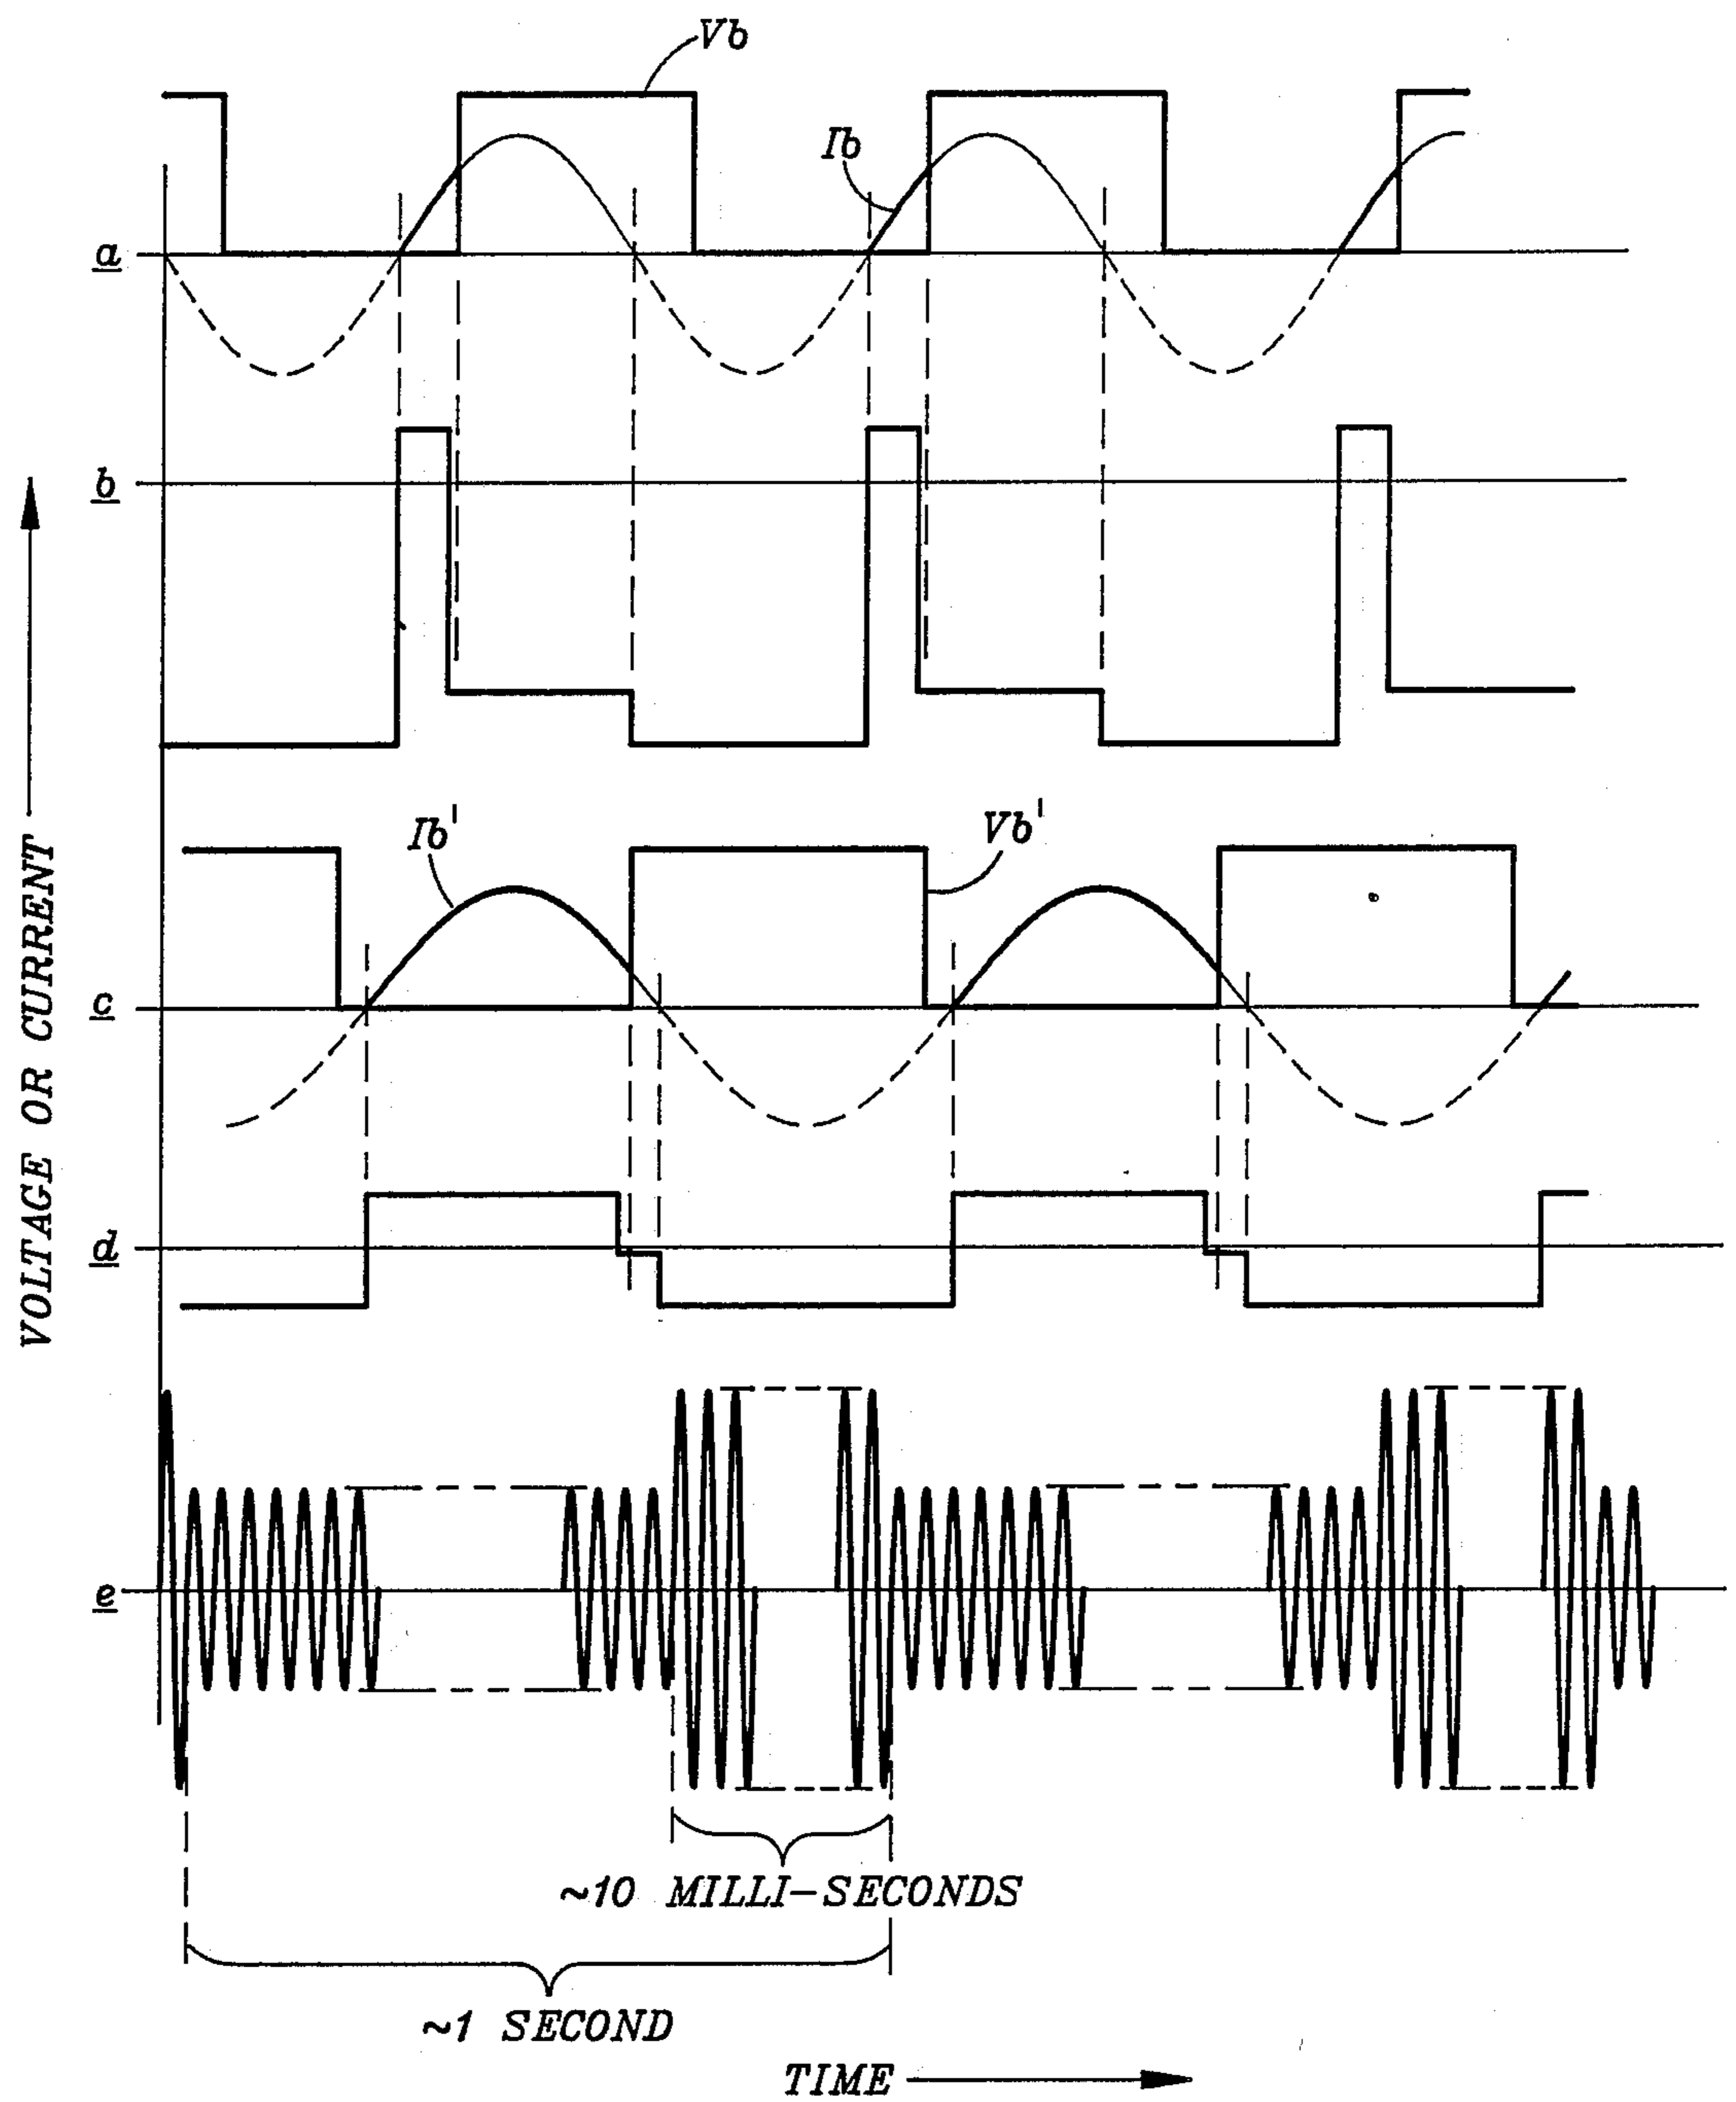 Vb
Ib
a
b
Ib'
Vb'
c
d
e
VOLTAGE OR CURRENT
~10 MILLI-SECONDS
~1 SECOND
TIME